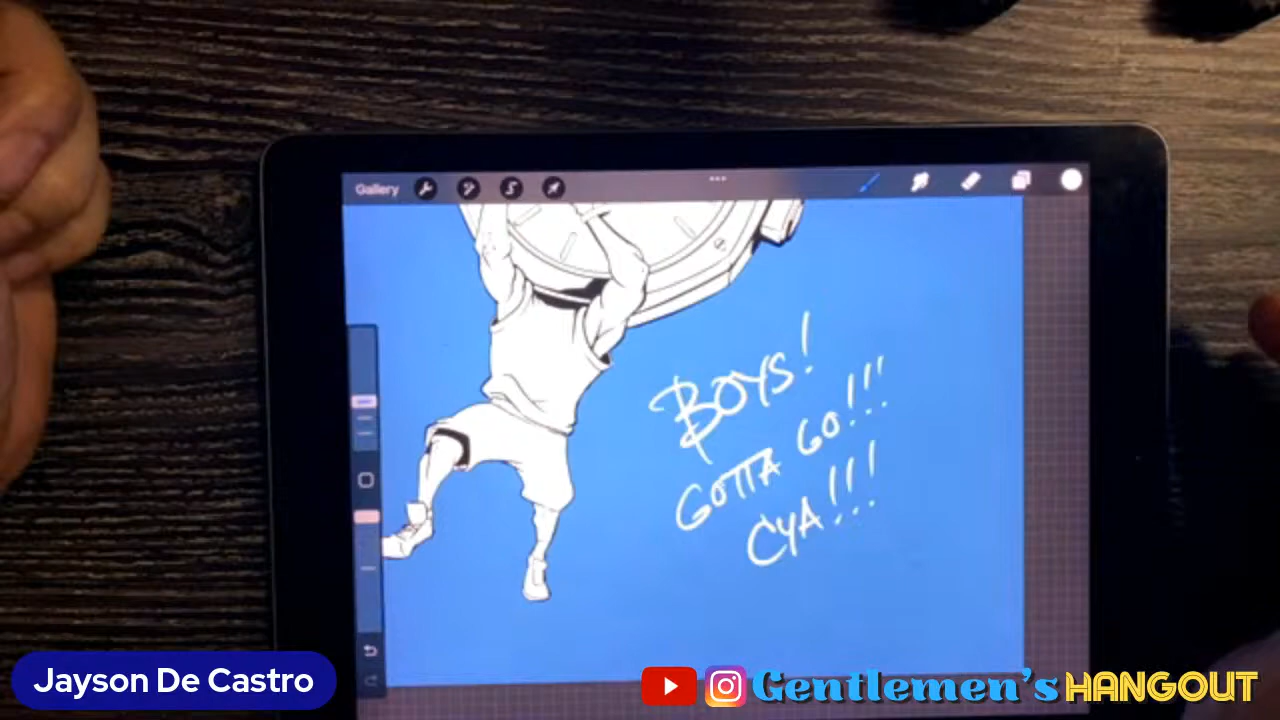 Gallery
BOYS!
GOTTA GO!!!
CYA!!!
Jayson De Castro
Gentlemen's HANGOUT